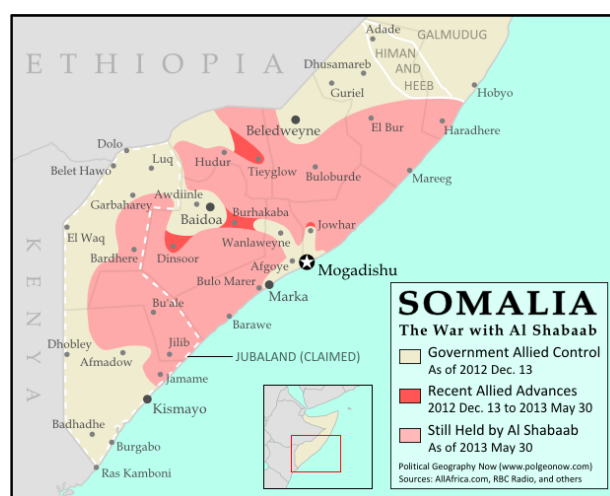 ETHIOPIA
KENYA
GALMUDUG
Adade
HIMAN
AND
HEEB
Dhusamareb
Guriel
Hobyo
Beledweyne
El Bur
Haradhere
Dolo
Luq
Hudur
Tieyglow
Buloburde
Mareeg
Belet Hawo
Garbaharey
Awdiinle
Baidoa
Burhakaba
Jowhar
El Waq
Bardhere
Dinsoor
Wanlaweyne
Afgoye
Mogadishu
Bulo Marer
Marka
Bu'ale
Barawe
Dhobley
Jilib
Afmadow
JUBALAND (CLAIMED)
Jamame
Kismayo
Badhadhe
Burgabo
Ras Kamboni
SOMALIA
The War with Al Shabaab
Government Allied Control
As of 2012 Dec. 13
Recent Allied Advances
2012 Dec. 13 to 2013 May 30
Still Held by Al Shabaab
As of 2013 May 30
Political Geography Now (www.polgeonow.com)
Sources: AllAfrica.com, RBC Radio, and others